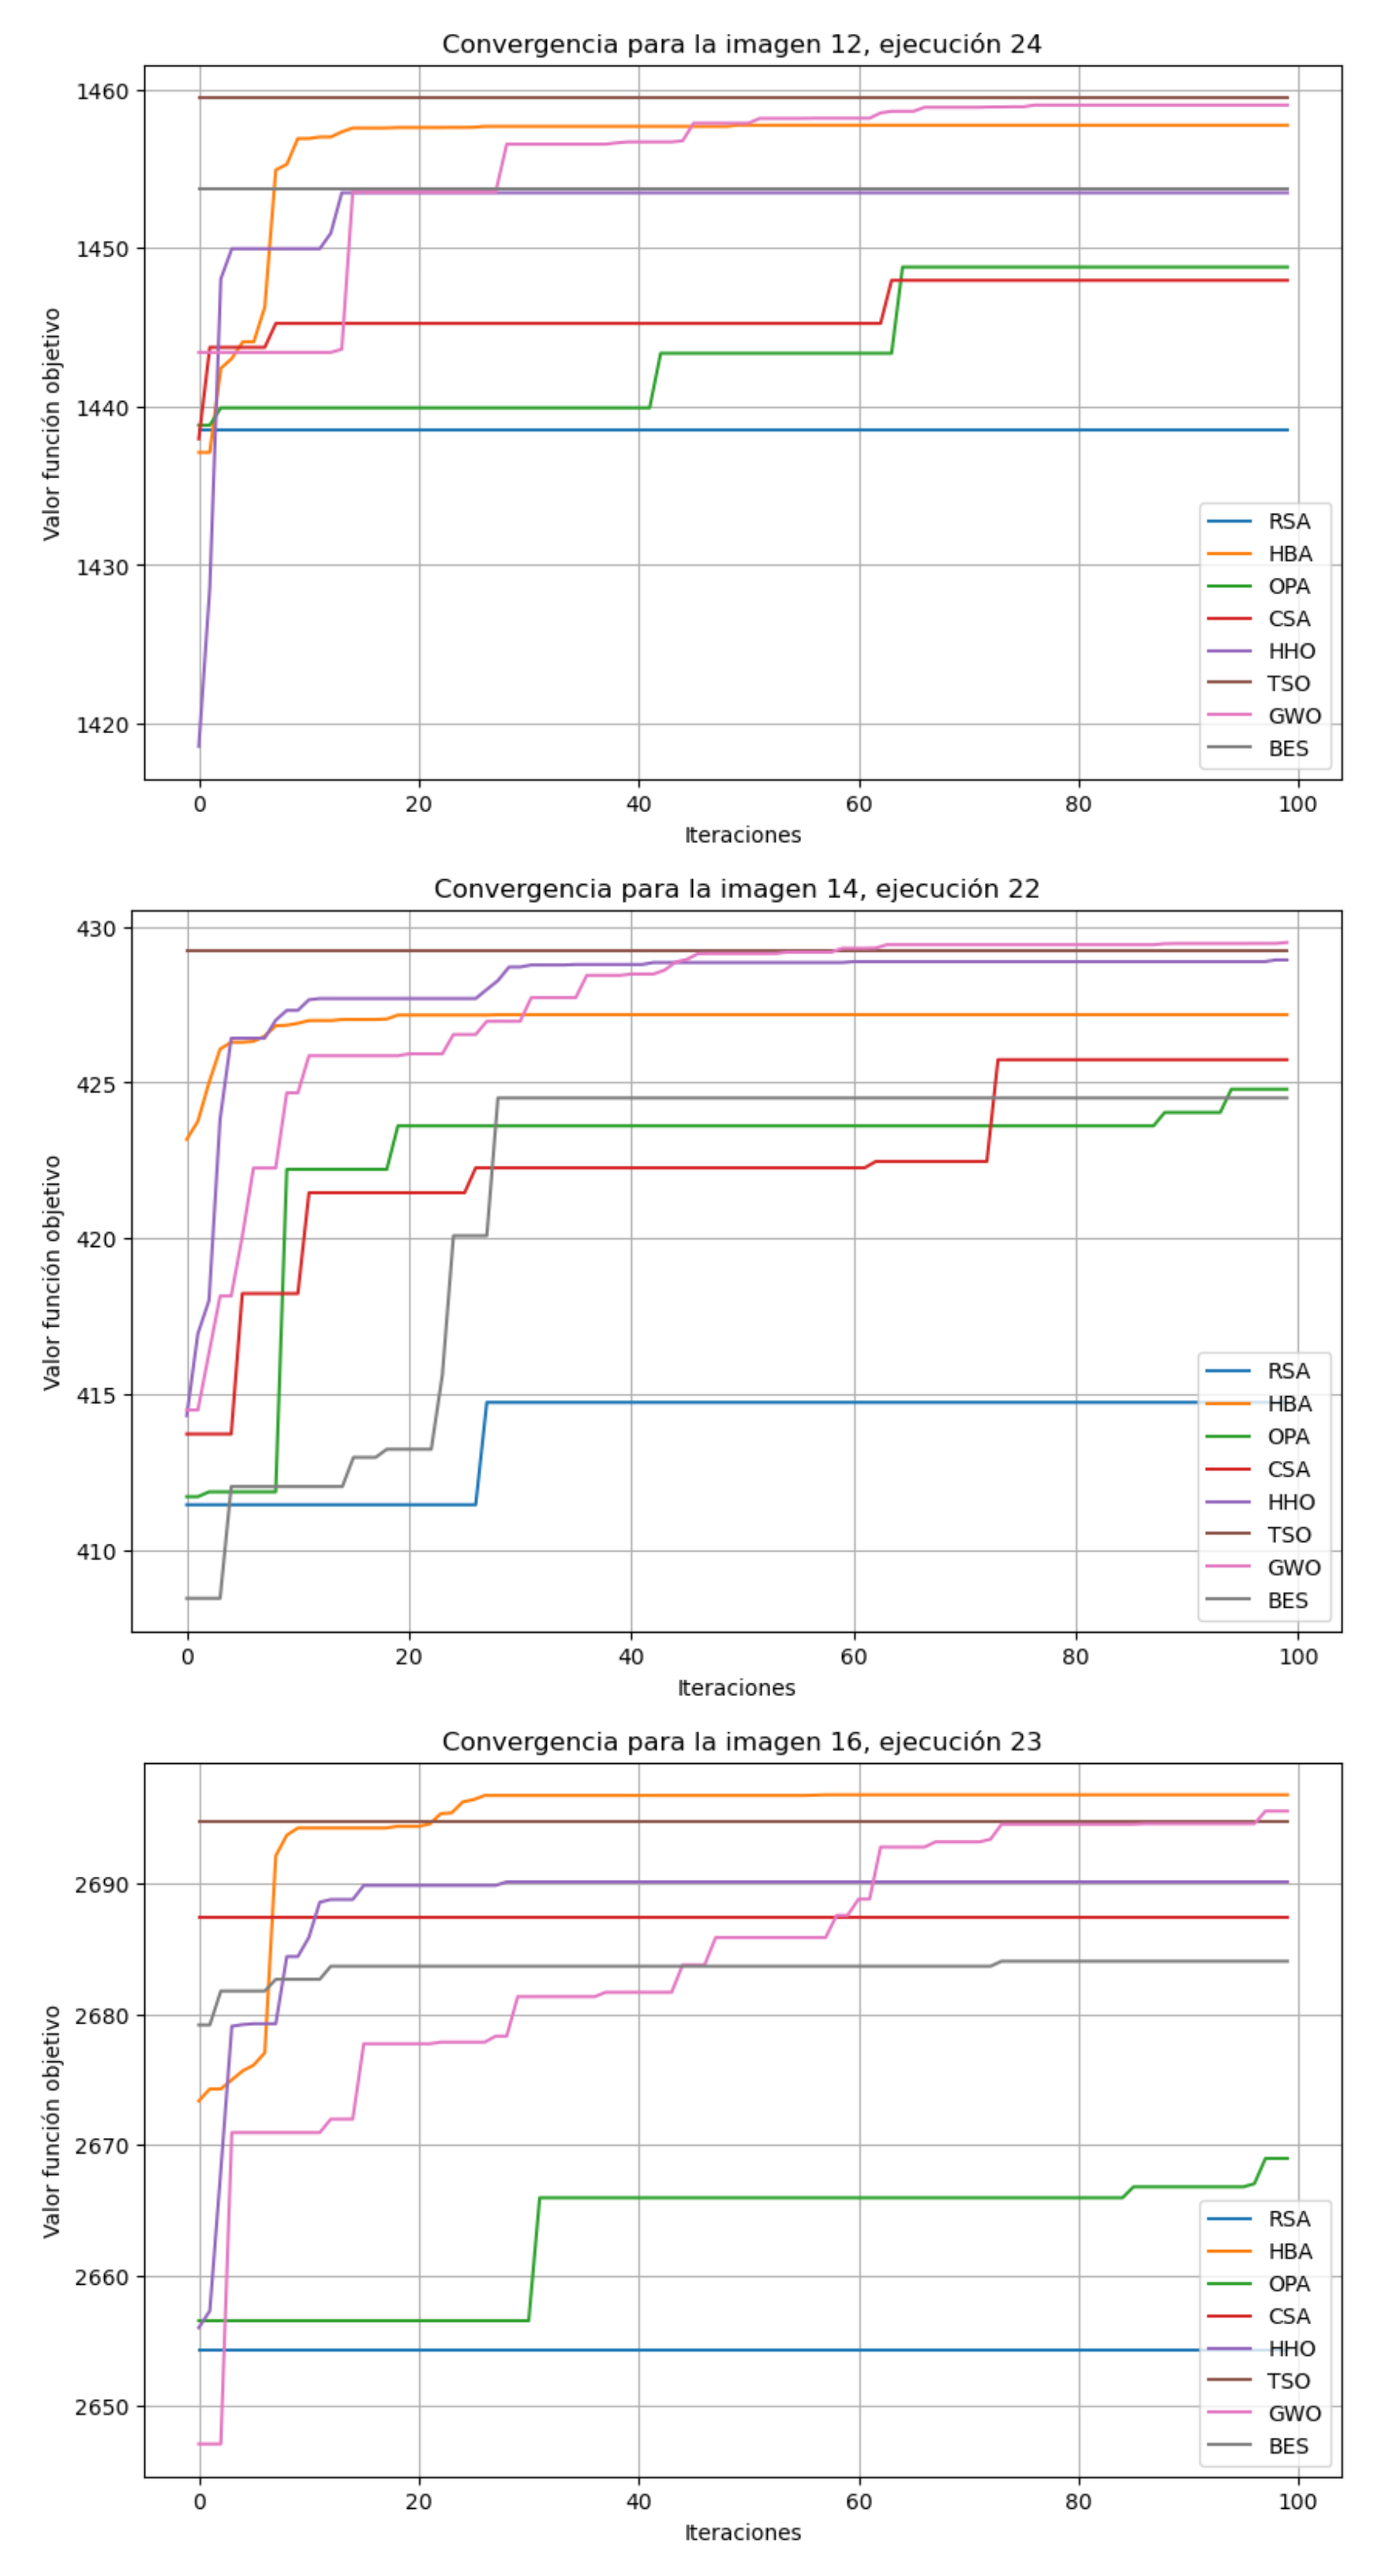 Convergencia para la imagen 12, ejecución 24
Valor función objetivo
1460
1450
1440
1430
1420
0 20 40 60 80 100
Iteraciones
RSA
HBA
OPA
CSA
HHO
TSO
GWO
BES
Convergencia para la imagen 14, ejecución 22
Valor función objetivo
430
425
420
415
410
0 20 40 60 80 100
Iteraciones
RSA
HBA
OPA
CSA
HHO
TSO
GWO
BES
Convergencia para la imagen 16, ejecución 23
Valor función objetivo
2690
2680
2670
2660
2650
0 20 40 60 80 100
Iteraciones
RSA
HBA
OPA
CSA
HHO
TSO
GWO
BES